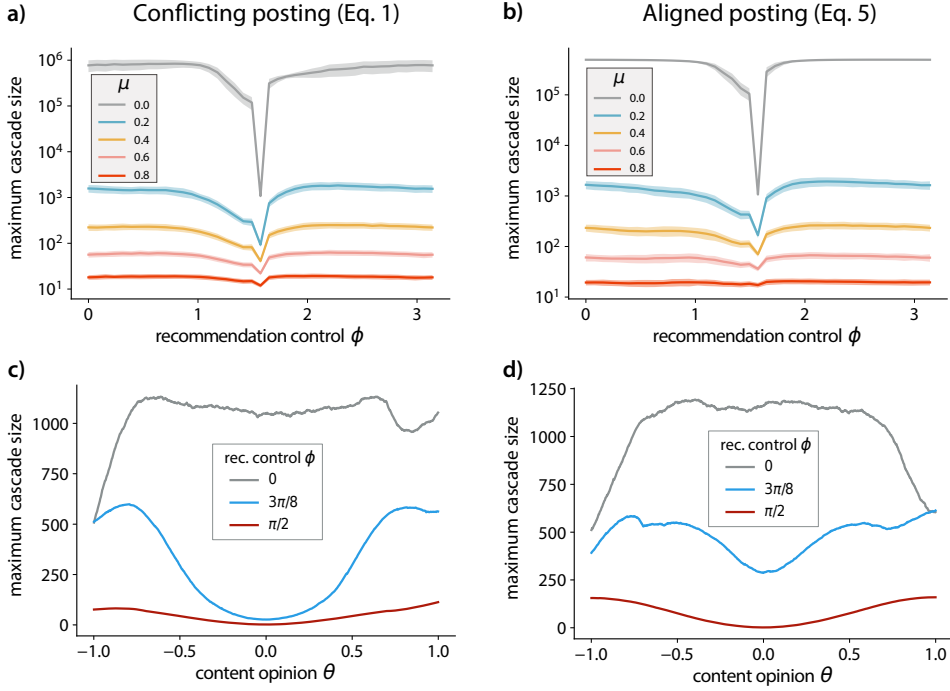 a)
Conflicting posting (Eq. 1)
maximum cascade size
10^6
10^5
10^4
10^3
10^2
10^1
μ
0.0
0.2
0.4
0.6
0.8
0
1
2
3
recommendation control ϕ
b)
Aligned posting (Eq. 5)
maximum cascade size
10^5
10^4
10^3
10^2
10^1
μ
0.0
0.2
0.4
0.6
0.8
0
1
2
3
recommendation control ϕ
c)
maximum cascade size
1000
750
500
250
0
rec. control ϕ
0
3π/8
π/2
−1.0
−0.5
0.0
0.5
1.0
content opinion θ
d)
maximum cascade size
1250
1000
750
500
250
0
rec. control ϕ
0
3π/8
π/2
−1.0
−0.5
0.0
0.5
1.0
content opinion θ